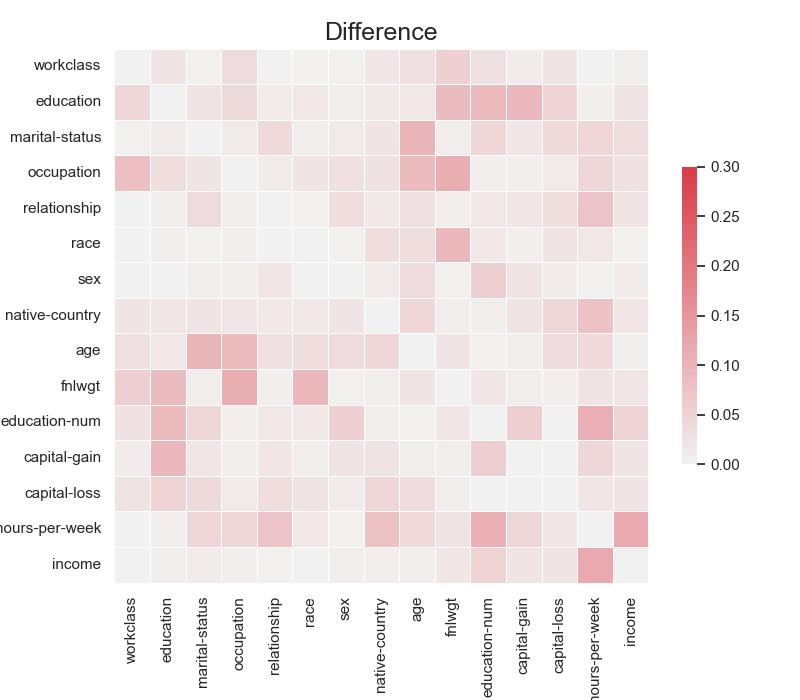 Difference
workclass
education
marital-status
occupation
relationship
race
sex
native-country
age
fnlwgt
education-num
capital-gain
capital-loss
hours-per-week
income
0.30
0.25
0.20
0.15
0.10
0.05
0.00
workclass
education
marital-status
occupation
relationship
race
sex
native-country
age
fnlwgt
education-num
capital-gain
capital-loss
hours-per-week
income